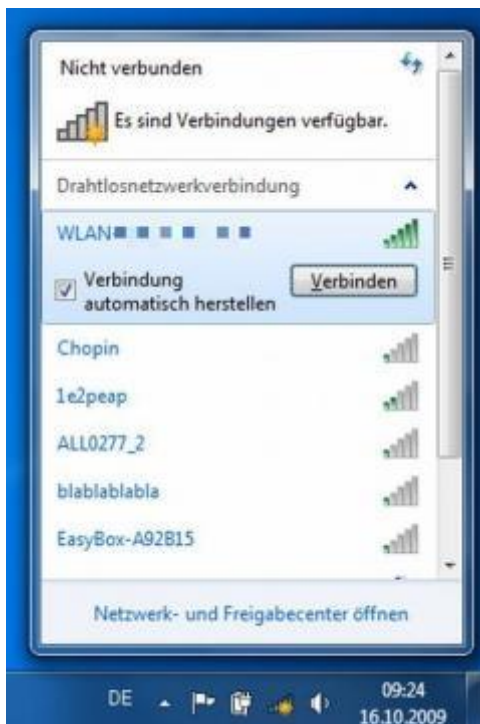 Nicht verbunden
Es sind Verbindungen verfügbar.
Drahtlosnetzwerkverbindung
WLAN
Verbindung
automatisch herstellen
Verbinden
Chopin
1e2peap
ALL0277_2
blablablabla
EasyBox-A92B15
Netzwerk- und Freigabecenter öffnen
DE
09:24
16.10.2009